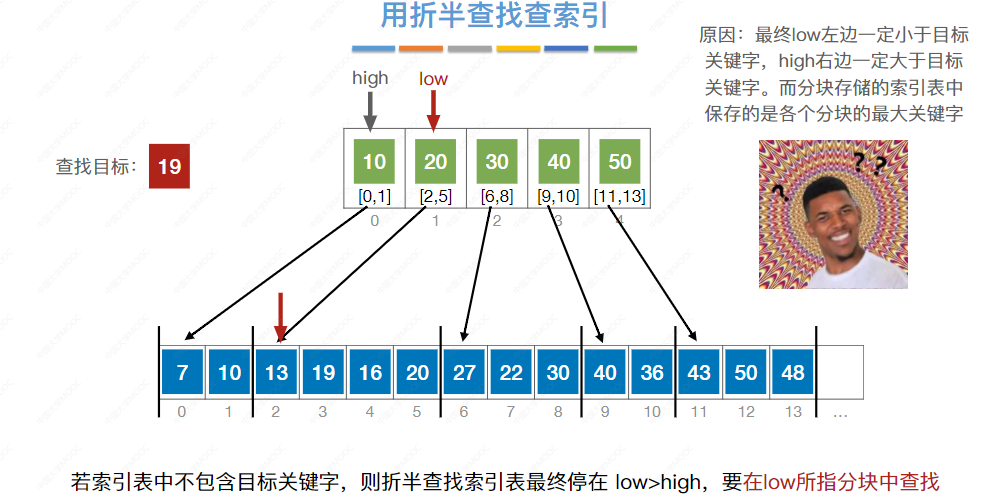 用折半查找查索引
原因：最终low左边一定小于目标
关键字，high右边一定大于目标
关键字。而分块存储的索引表中
保存的是各个分块的最大关键字
high low
查找目标： 19
10 20 30 40 50
[0,1] [2,5] [6,8] [9,10] [11,13]
0 1 2 3 4
? ? ?
7 10 13 19 16 20 27 22 30 40 36 43 50 48
0 1 2 3 4 5 6 7 8 9 10 11 12 13 ...
若索引表中不包含目标关键字，则折半查找索引表最终停在 low>high，要在low所指分块中查找